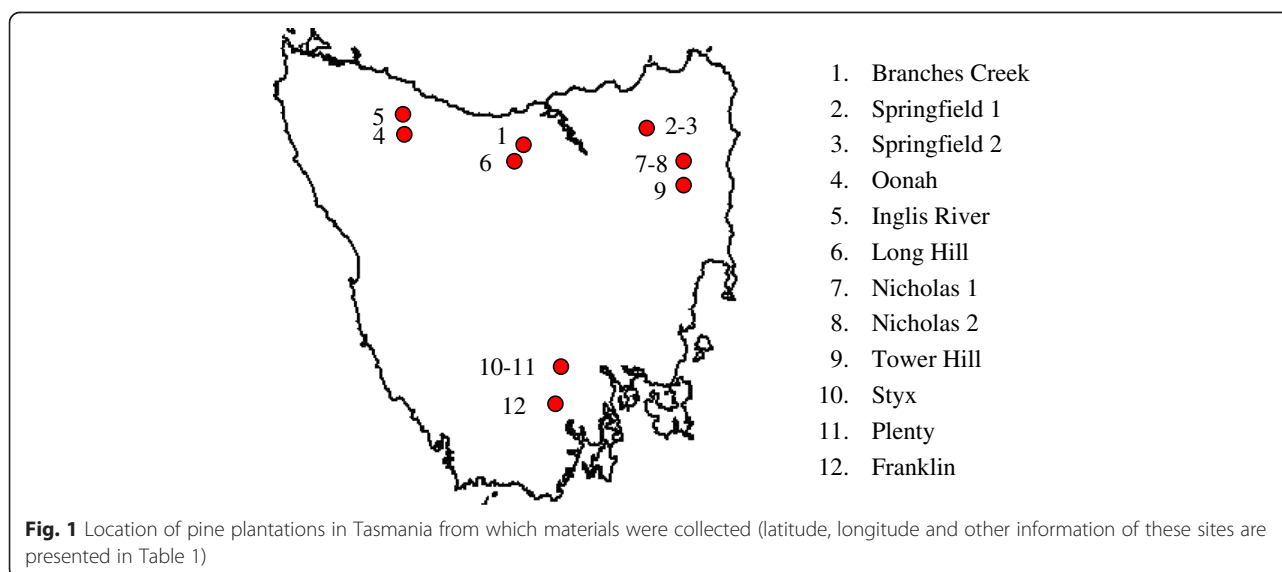 5
4
1
6
2-3
7-8
9
10-11
12
1. Branches Creek
2. Springfield 1
3. Springfield 2
4. Oonah
5. Inglis River
6. Long Hill
7. Nicholas 1
8. Nicholas 2
9. Tower Hill
10. Styx
11. Plenty
12. Franklin
Fig. 1 Location of pine plantations in Tasmania from which materials were collected (latitude, longitude and other information of these sites are
presented in Table 1)